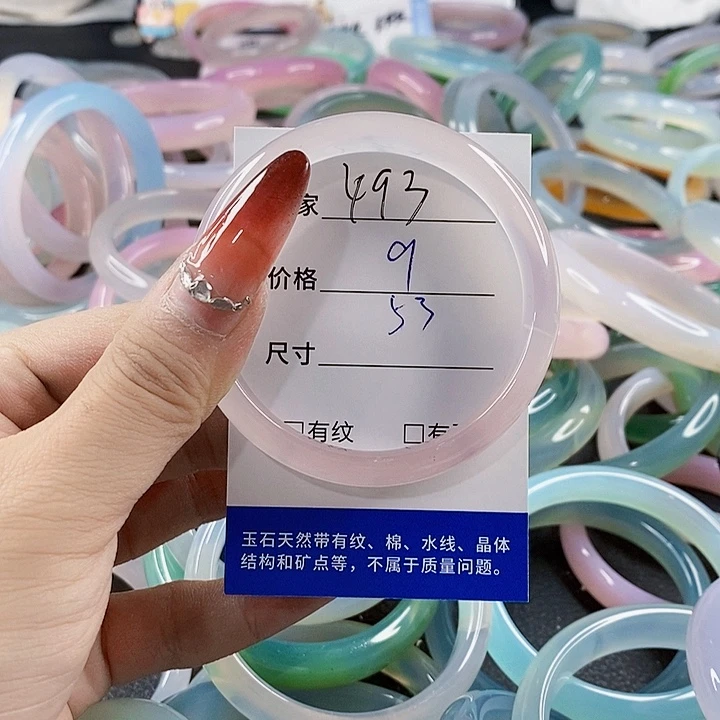 家 493
价格 9
53
尺寸
□有纹 □有
玉石天然带有纹、棉、水线、晶体
结构和矿点等，不属于质量问题。